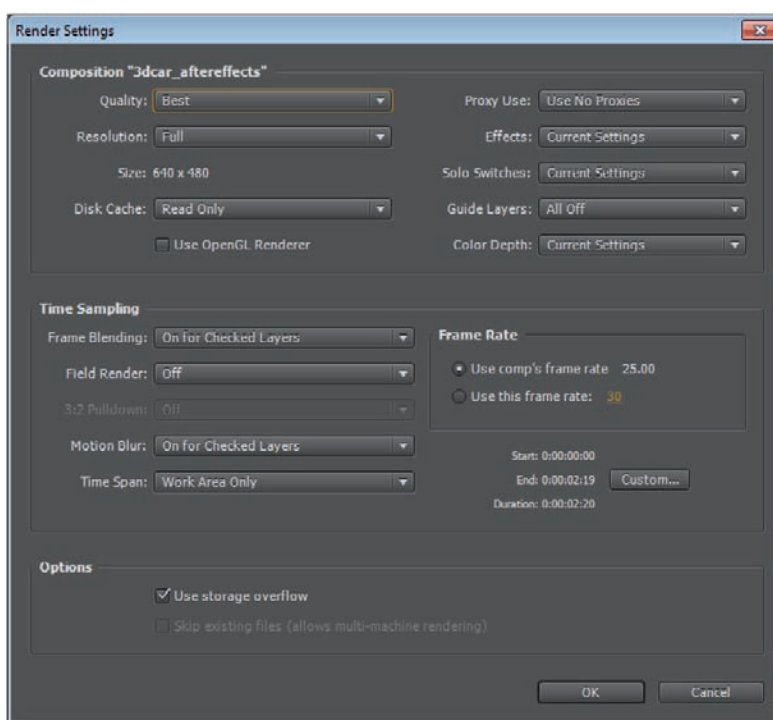 Render Settings
Composition "3dcar_aftereffects"
Quality: Best
Proxy Use: Use No Proxies
Resolution: Full
Effects: Current Settings
Size: 640 x 480
Solo Switches: Current Settings
Disk Cache: Read Only
Guide Layers: All Off
Use OpenGL Renderer
Color Depth: Current Settings
Time Sampling
Frame Blending: On for Checked Layers
Field Render: Off
3:2 Pulldown: Off
Motion Blur: On for Checked Layers
Time Span: Work Area Only
Frame Rate
Use comp's frame rate 25.00
Use this frame rate: 30
Start: 0:00:00:00
End: 0:00:02:19
Custom...
Duration: 0:00:02:20
Options
Use storage overflow
Skip existing files (allows multi-machine rendering)
OK
Cancel